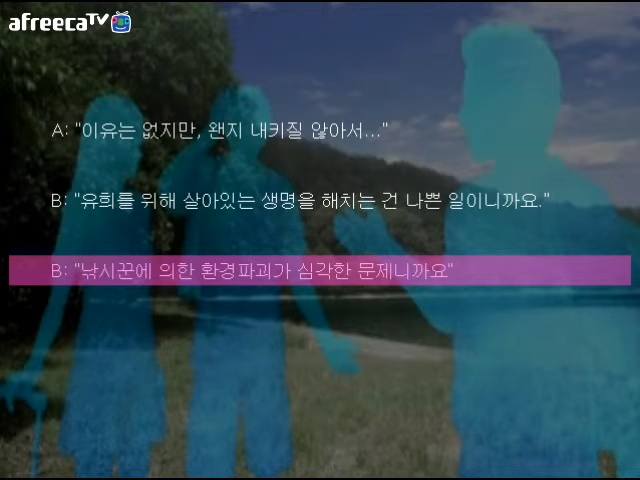 afreecaTV
A: "이유는 없지만, 왠지 내키질 않아서..."
B: "유희를 위해 살아있는 생명을 해치는 건 나쁜 일이니까요."
B: "낚시꾼에 의한 환경파괴가 심각한 문제니까요"